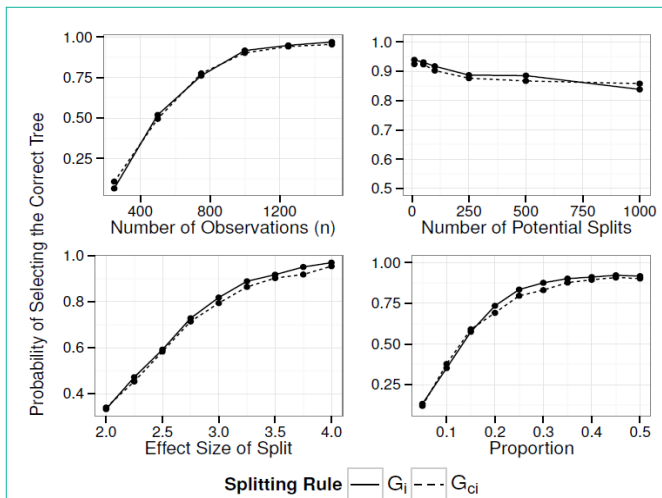 Probability of Selecting the Correct Tree
1.00
0.75
0.50
0.25
400 800 1200
Number of Observations (n)
1.0
0.9
0.8
0.7
0.6
0.5
0 250 500 750 1000
Number of Potential Splits
1.0
0.8
0.6
0.4
2.0 2.5 3.0 3.5 4.0
Effect Size of Split
1.00
0.75
0.50
0.25
0.1 0.2 0.3 0.4 0.5
Proportion
Splitting Rule Gi Gci